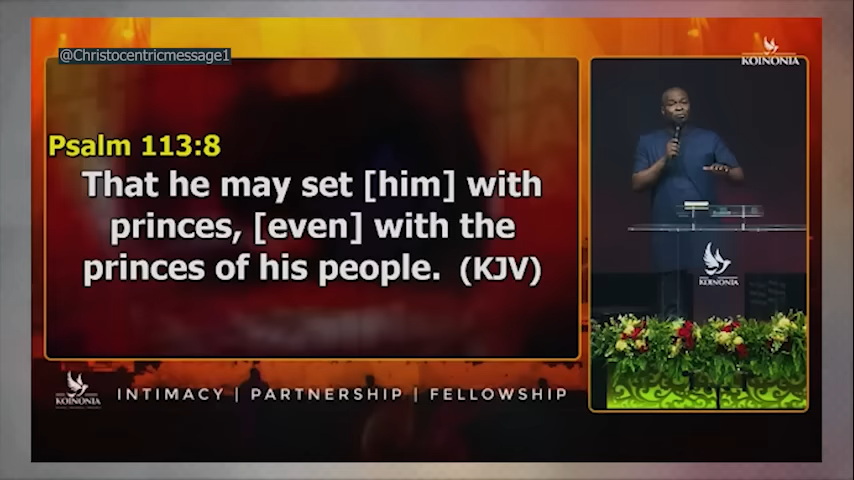 @Christocentricmessage1
KOINONIA
Psalm 113:8
That he may set [him] with
princes, [even] with the
princes of his people. (KJV)
KOINONIA
KOINONIA
INTIMACY | PARTNERSHIP | FELLOWSHIP